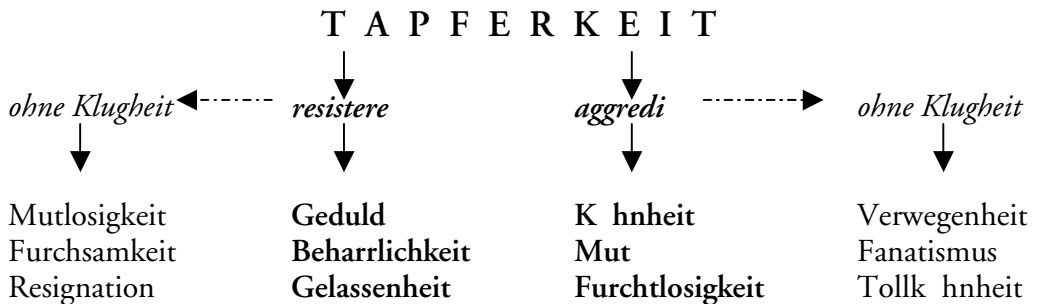 T A P F E R K E I T
ohne Klugheit resistere aggredi ohne Klugheit
Mutlosigkeit Geduld K hnheit Verwegenheit
Furchsamkeit Beharrlichkeit Mut Fanatismus
Resignation Gelassenheit Furchtlosigkeit Tollk hnheit